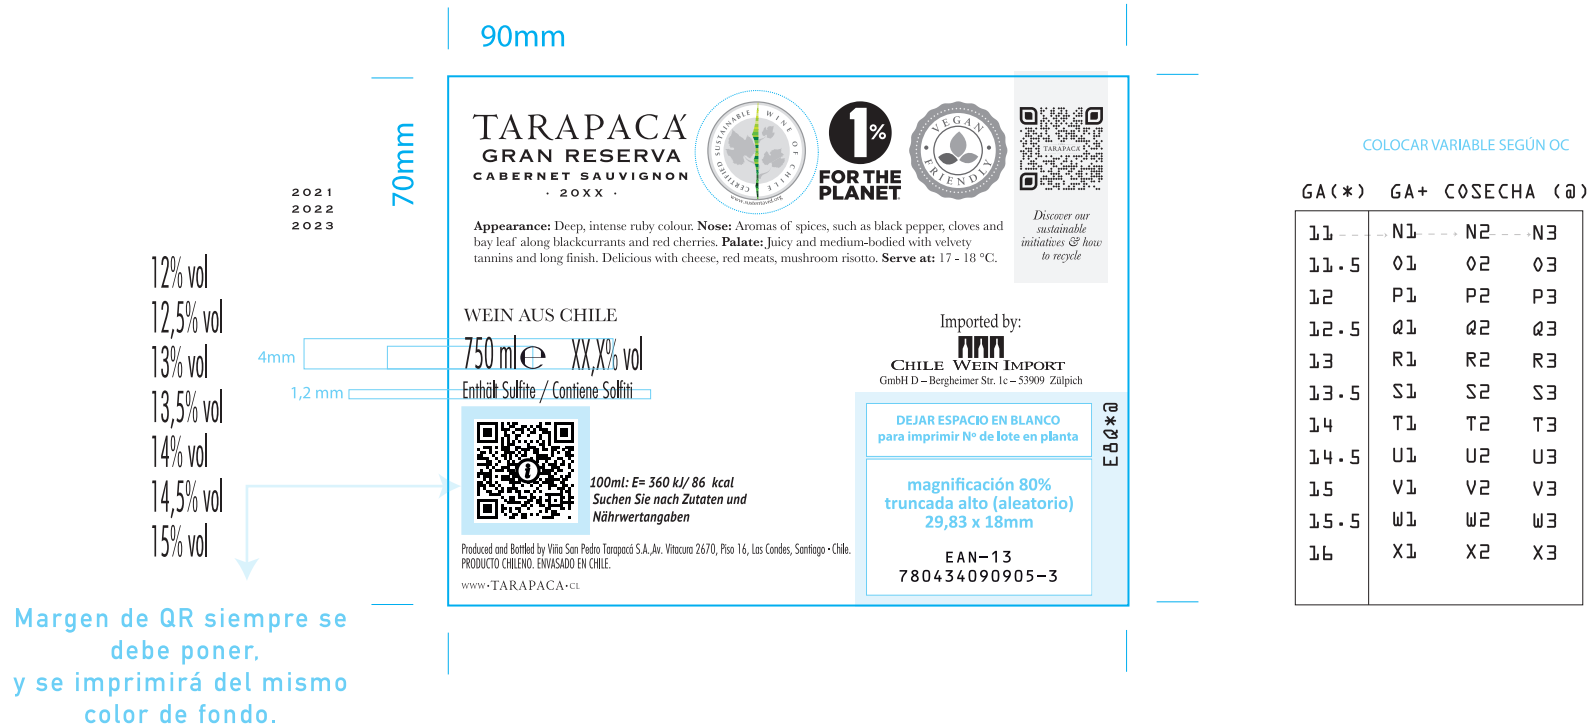 90mm
70mm
2021
2022
2023
12% vol
12,5% vol
13% vol
13,5% vol
14% vol
14,5% vol
15% vol
4mm
1,2 mm
Margen de QR siempre se
debe poner,
y se imprimirá del mismo
color de fondo.
TARAPACÁ
GRAN RESERVA
CABERNET SAUVIGNON
· 20XX ·
CERTIFIED SUSTAINABLE WINE OF CHILE
www.sustentavid.org
1%
FOR THE
PLANET
VEGAN
FRIENDLY
TARAPACÁ
Discover our
sustainable
initiatives & how
to recycle
Appearance: Deep, intense ruby colour. Nose: Aromas of spices, such as black pepper, cloves and
bay leaf along blackcurrants and red cherries. Palate: Juicy and medium-bodied with velvety
tannins and long finish. Delicious with cheese, red meats, mushroom risotto. Serve at: 17 - 18 °C.
WEIN AUS CHILE
750 ml e XX,X% vol
Enthält Sulfite / Contiene Solfiti
100ml: E= 360 kJ/ 86 kcal
Suchen Sie nach Zutaten und
Nährwertangaben
Produced and Bottled by Viña San Pedro Tarapacá S.A.,Av. Vitacura 2670, Piso 16, Las Condes, Santiago · Chile.
PRODUCTO CHILENO. ENVASADO EN CHILE.
WWW·TARAPACA·CL
Imported by:
CHILE WEIN IMPORT
GmbH D – Bergheimer Str. 1c – 53909 Zülpich
DEJAR ESPACIO EN BLANCO
para imprimir Nº de lote en planta
E8Q*@
magnificación 80%
truncada alto (aleatorio)
29,83 x 18mm
EAN-13
780434090905-3
COLOCAR VARIABLE SEGÚN OC
GA(*) GA+ COSECHA (@)
11 N1 N2 N3
11.5 O1 O2 O3
12 P1 P2 P3
12.5 Q1 Q2 Q3
13 R1 R2 R3
13.5 S1 S2 S3
14 T1 T2 T3
14.5 U1 U2 U3
15 V1 V2 V3
15.5 W1 W2 W3
16 X1 X2 X3